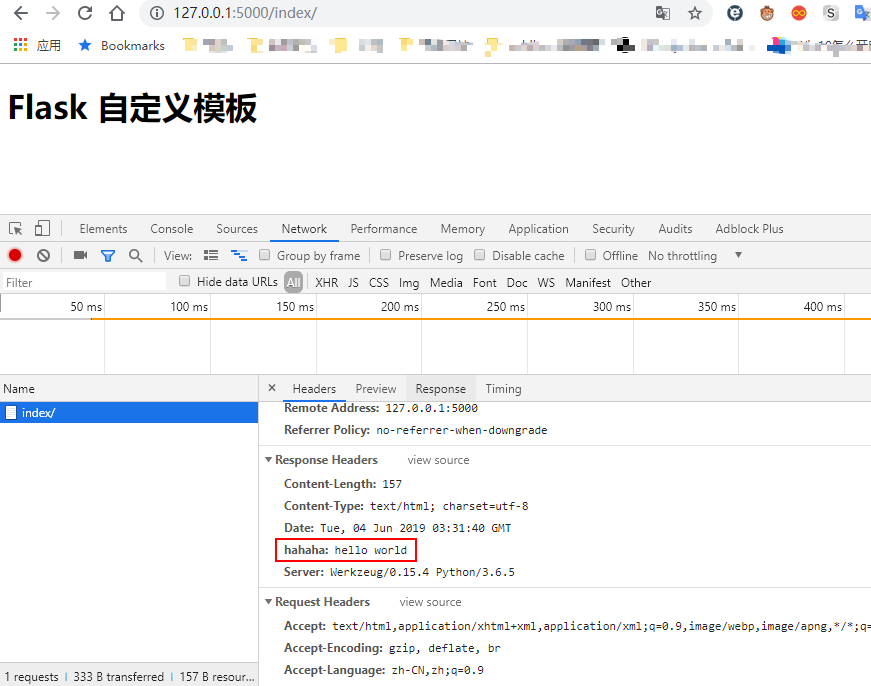 127.0.0.1:5000/index/
应用 Bookmarks
Flask 自定义模板
Elements Console Sources Network Performance Memory Application Security Audits Adblock Plus
View: Group by frame Preserve log Disable cache Offline No throttling
Filter Hide data URLs All XHR JS CSS Img Media Font Doc WS Manifest Other
50 ms 100 ms 150 ms 200 ms 250 ms 300 ms 350 ms 400 ms
Name × Headers Preview Response Timing
index/
Remote Address: 127.0.0.1:5000
Referrer Policy: no-referrer-when-downgrade
Response Headers view source
Content-Length: 157
Content-Type: text/html; charset=utf-8
Date: Tue, 04 Jun 2019 03:31:40 GMT
hahaha: hello world
Server: Werkzeug/0.15.4 Python/3.6.5
Request Headers view source
Accept: text/html,application/xhtml+xml,application/xml;q=0.9,image/webp,image/apng,*/*;q=
Accept-Encoding: gzip, deflate, br
Accept-Language: zh-CN,zh;q=0.9
1 requests 333 B transferred 157 B resour...